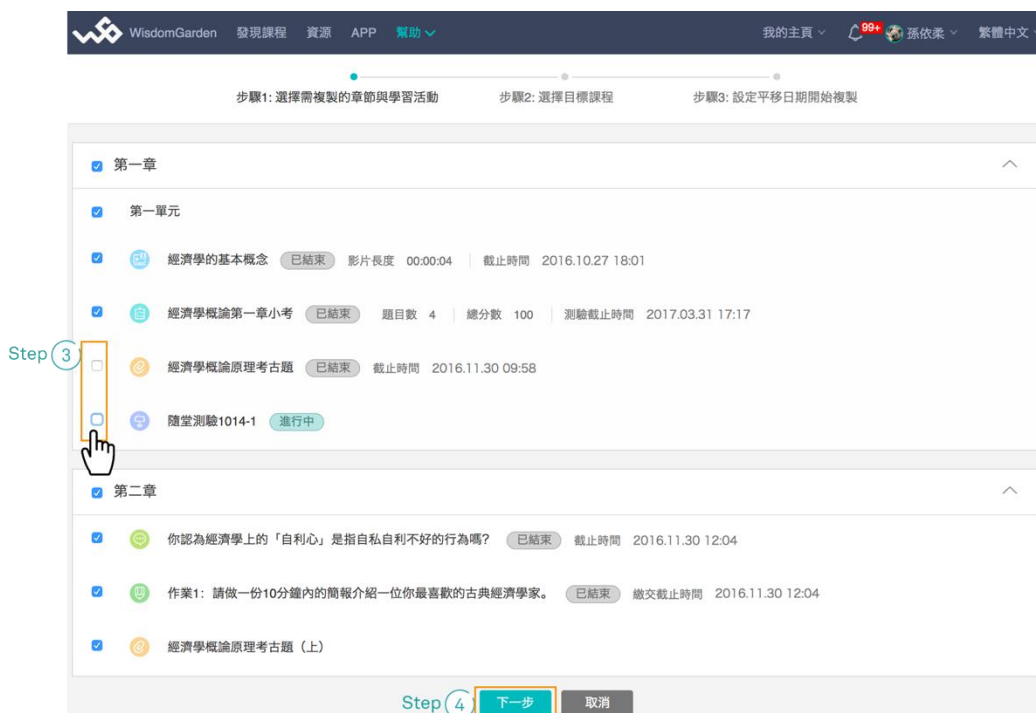 WisdomGarden 發現課程 資源 APP 幫助 我的主頁 99+ 孫依柔 繁體中文
步驟1: 選擇需複製的章節與學習活動 步驟2: 選擇目標課程 步驟3: 設定平移日期開始複製
第一章
第一單元
經濟學的基本概念 已結束 影片長度 00:00:04 截止時間 2016.10.27 18:01
經濟學概論第一章小考 已結束 題目數 4 總分數 100 測驗截止時間 2017.03.31 17:17
Step 3 經濟學概論原理考古題 已結束 截止時間 2016.11.30 09:58
隨堂測驗1014-1 進行中
第二章
你認為經濟學上的「自利心」是指自私自利不好的行為嗎? 已結束 截止時間 2016.11.30 12:04
作業1: 請做一份10分鐘內的簡報介紹一位你最喜歡的古典經濟學家。 已結束 繳交截止時間 2016.11.30 12:04
經濟學概論原理考古題（上）
Step 4 下一步 取消